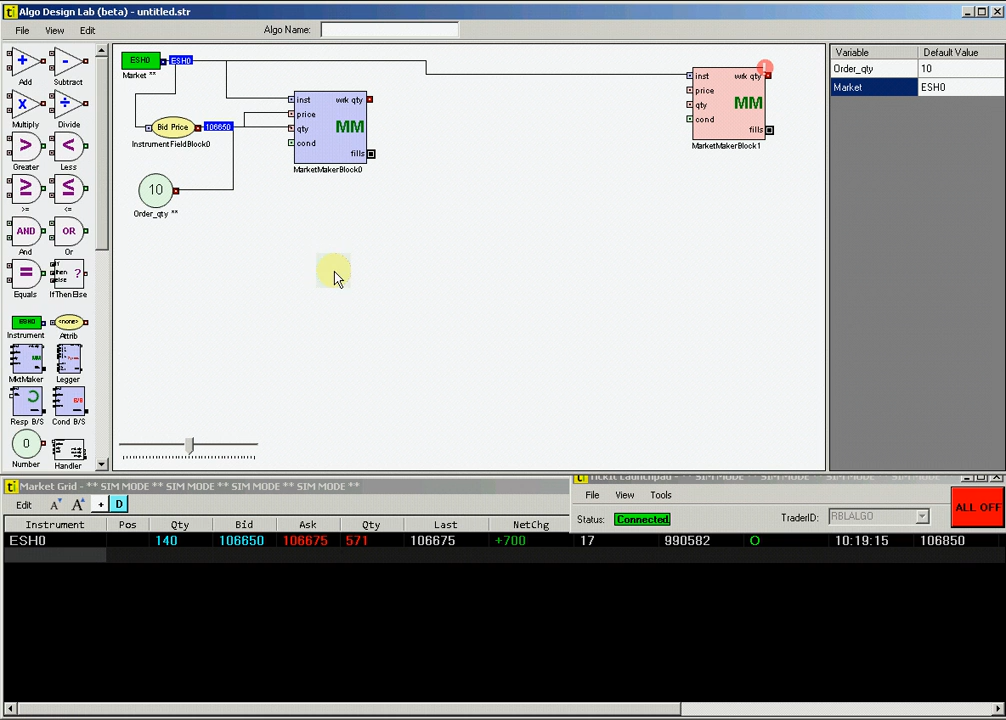 Algo Design Lab (beta) - untitled.str
File View Edit
Algo Name:
Add Subtract
Multiply Divide
Greater Less
>= <=
AND OR
And Or
Equals IfThenElse
ESH0 <none>
Instrument Attrib
MM
MktMaker Legger
B/S
Resp B/S Cond B/S
0
Number Handler
ESH0 ESH0
Market **
Bid Price 106650
InstrumentFieldBlock0
10
Order_qty **
inst wrk qty
price
qty MM
cond
fills
MarketMakerBlock0
!
inst wrk qty
price
qty MM
cond
fills
MarketMakerBlock1
Variable Default Value
Order_qty 10
Market ESH0
Market Grid - ** SIM MODE ** SIM MODE ** SIM MODE ** SIM MODE **
Edit A A + D
Instrument Pos Qty Bid Ask Qty Last NetChg
ESH0 140 106650 106675 571 106675 +700 17 990582 O 10:19:15 106850
File View Tools
Status: Connected
TraderID: RBLALGO
ALL OFF